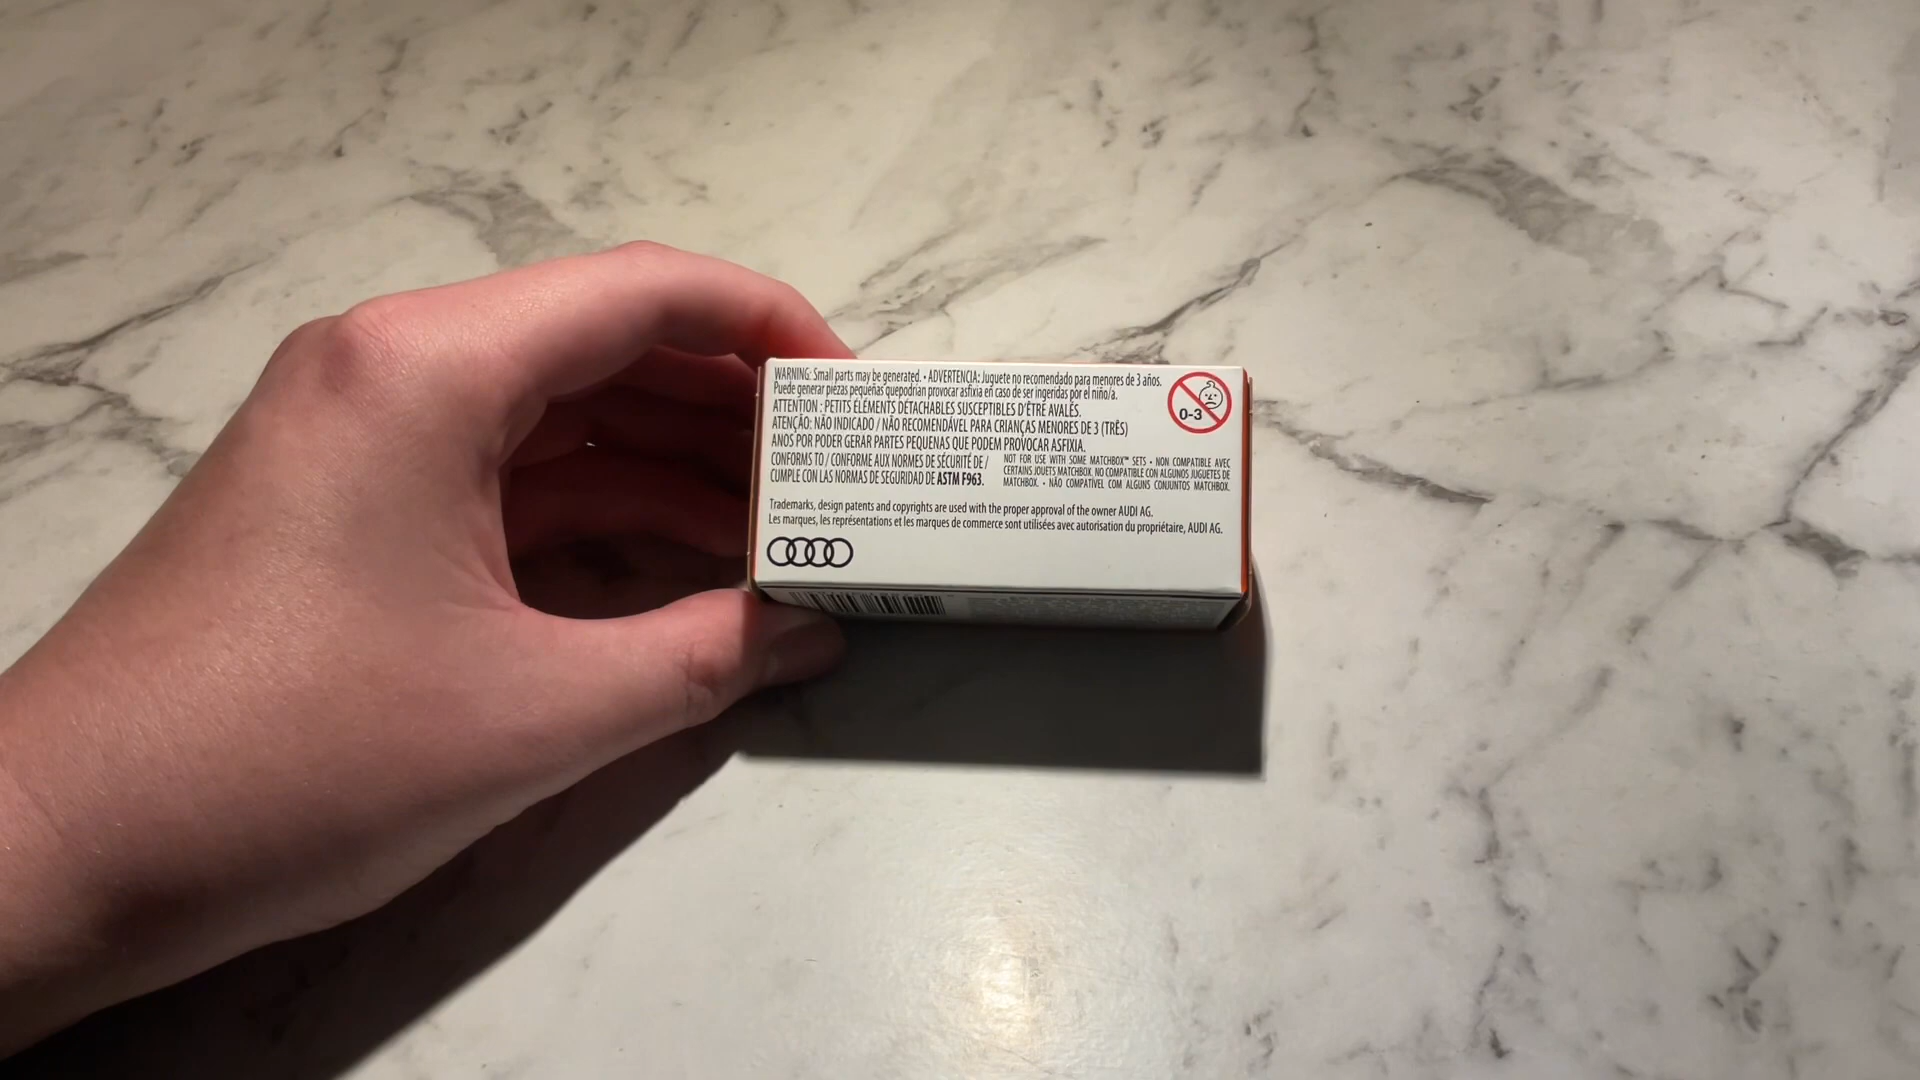 WARNING: Small parts may be generated. • ADVERTENCIA: Juguete no recomendado para menores de 3 años.
Puede generar piezas pequeñas quepodrían provocar asfixia en caso de ser ingeridas por el niño/a.
ATTENTION : PETITS ÉLÉMENTS DÉTACHABLES SUSCEPTIBLES D'ÊTRE AVALÉS.
ATENÇÃO: NÃO INDICADO / NÃO RECOMENDÁVEL PARA CRIANÇAS MENORES DE 3 (TRÊS)
ANOS POR PODER GERAR PARTES PEQUENAS QUE PODEM PROVOCAR ASFIXIA.
0-3
CONFORMS TO / CONFORME AUX NORMES DE SÉCURITÉ DE /
CUMPLE CON LAS NORMAS DE SEGURIDAD DE ASTM F963.
NOT FOR USE WITH SOME MATCHBOX™ SETS • NON COMPATIBLE AVEC
CERTAINS JOUETS MATCHBOX. NO COMPATIBLE CON ALGUNOS JUGUETES DE
MATCHBOX. • NÃO COMPATÍVEL COM ALGUNS CONJUNTOS MATCHBOX.
Trademarks, design patents and copyrights are used with the proper approval of the owner AUDI AG.
Les marques, les représentations et les marques de commerce sont utilisées avec autorisation du propriétaire, AUDI AG.